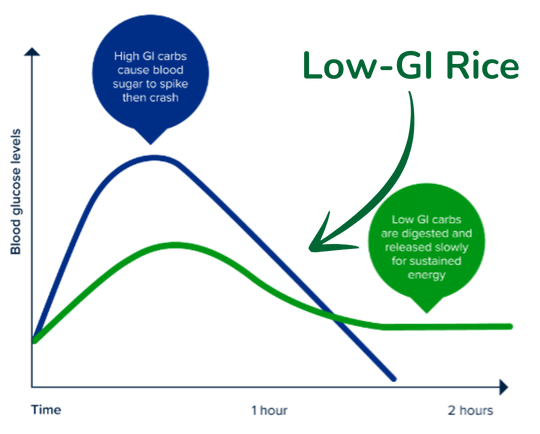 Low-GI Rice
High GI carbs
cause blood
sugar to spike
then crash
Blood glucose levels
Low GI carbs
are digested and
released slowly
for sustained
energy
Time
1 hour
2 hours